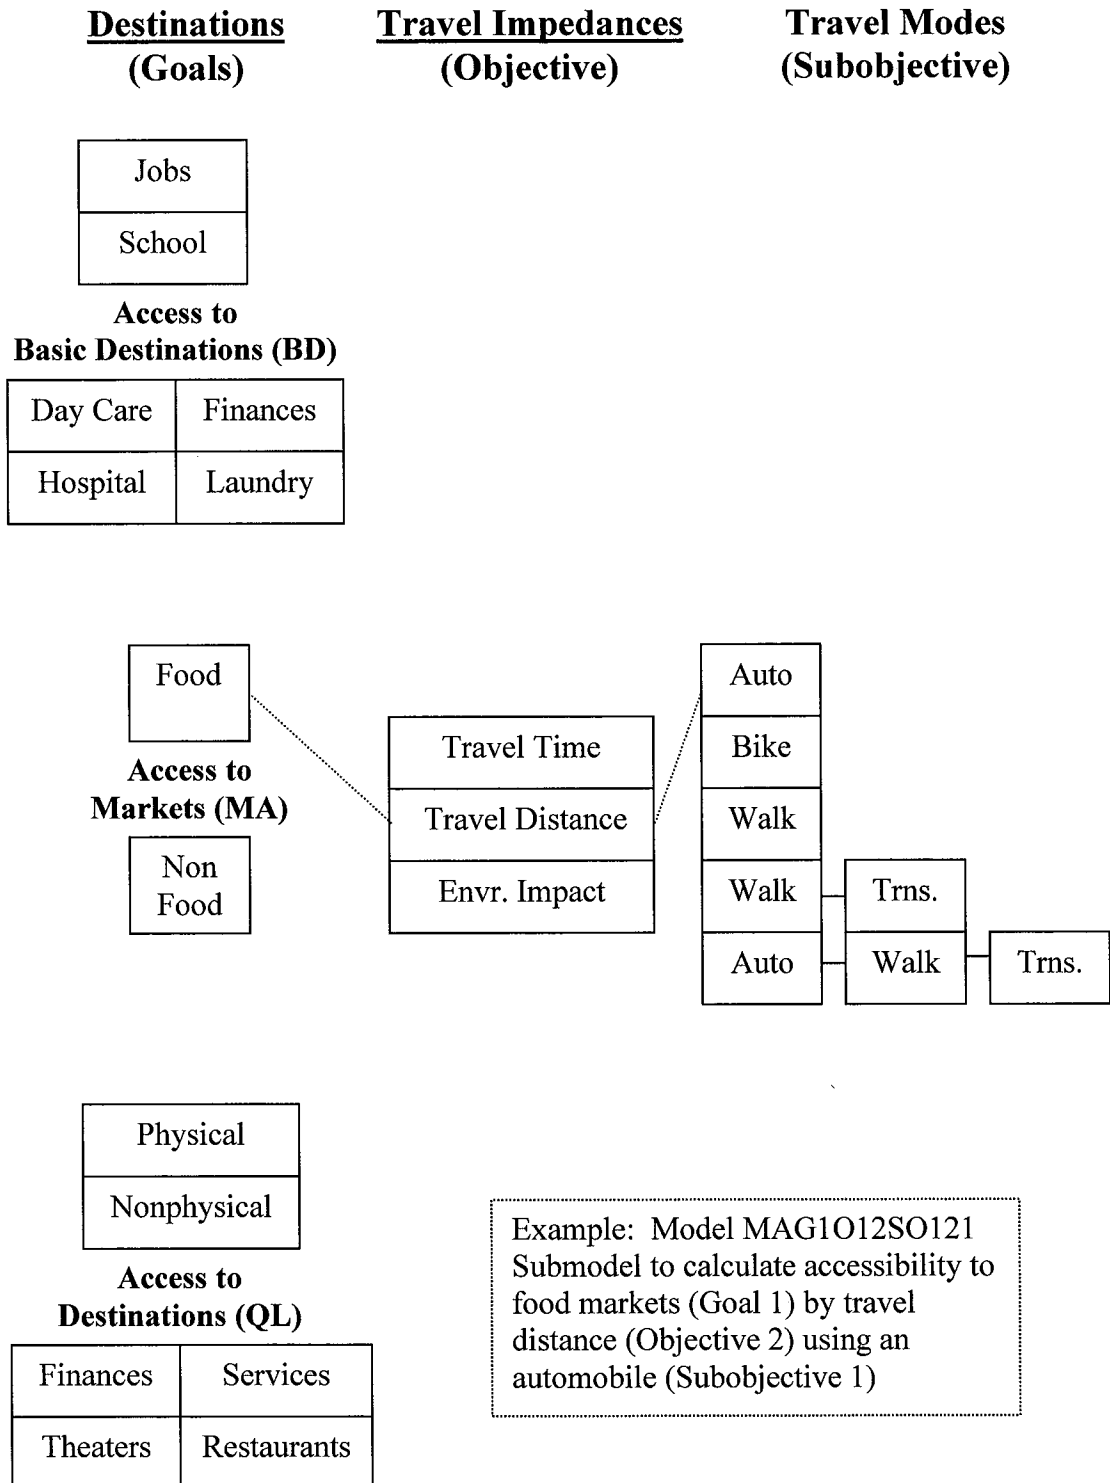 Destinations
(Goals)
Travel Impedances
(Objective)
Travel Modes
(Subobjective)
Jobs
School
Access to
Basic Destinations (BD)
Day Care
Finances
Hospital
Laundry
Food
Access to
Markets (MA)
Non
Food
Travel Time
Travel Distance
Envr. Impact
Auto
Bike
Walk
Walk
Trns.
Auto
Walk
Trns.
Physical
Nonphysical
Access to
Destinations (QL)
Finances
Services
Theaters
Restaurants
Example: Model MAG1O12SO121
Submodel to calculate accessibility to
food markets (Goal 1) by travel
distance (Objective 2) using an
automobile (Subobjective 1)